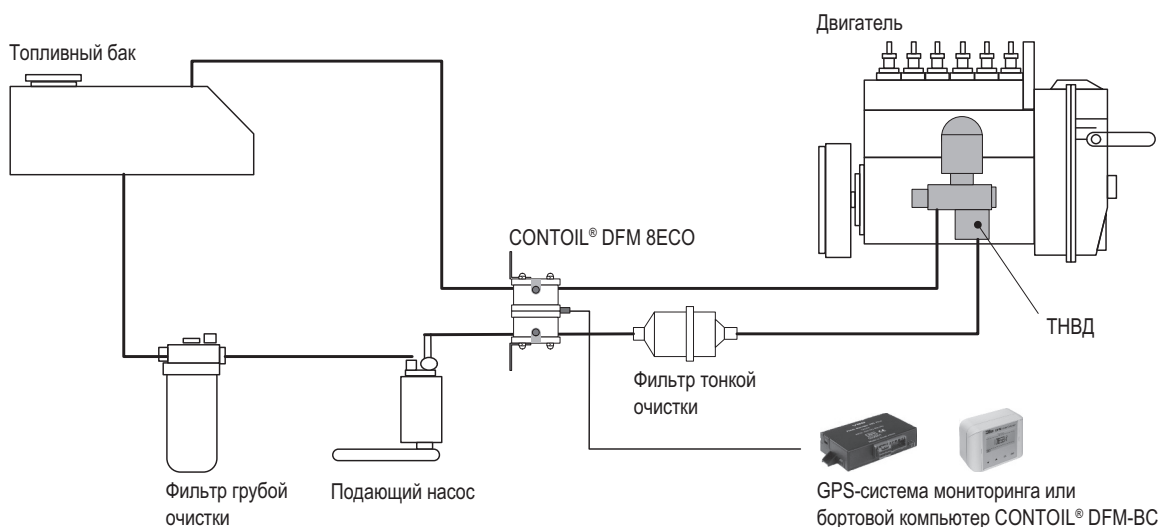 Двигатель
Топливный бак
CONTOIL® DFM 8ECO
ТНВД
Фильтр тонкой
очистки
Фильтр грубой
очистки
Подающий насос
GPS-система мониторинга или
бортовой компьютер CONTOIL® DFM-BC